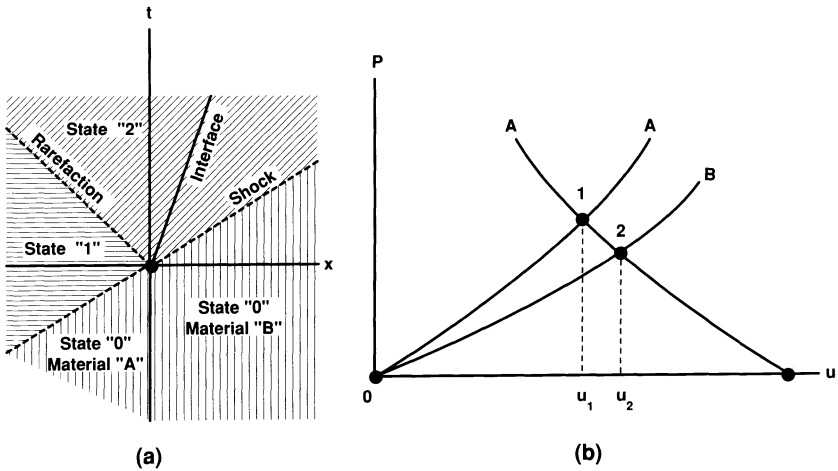 t
State "2"
Interface
Rarefaction
Shock
State "1"
x
State "0"
Material "B"
State "0"
Material "A"
(a)
P
A
A
1
B
2
0
u1
u2
u
(b)